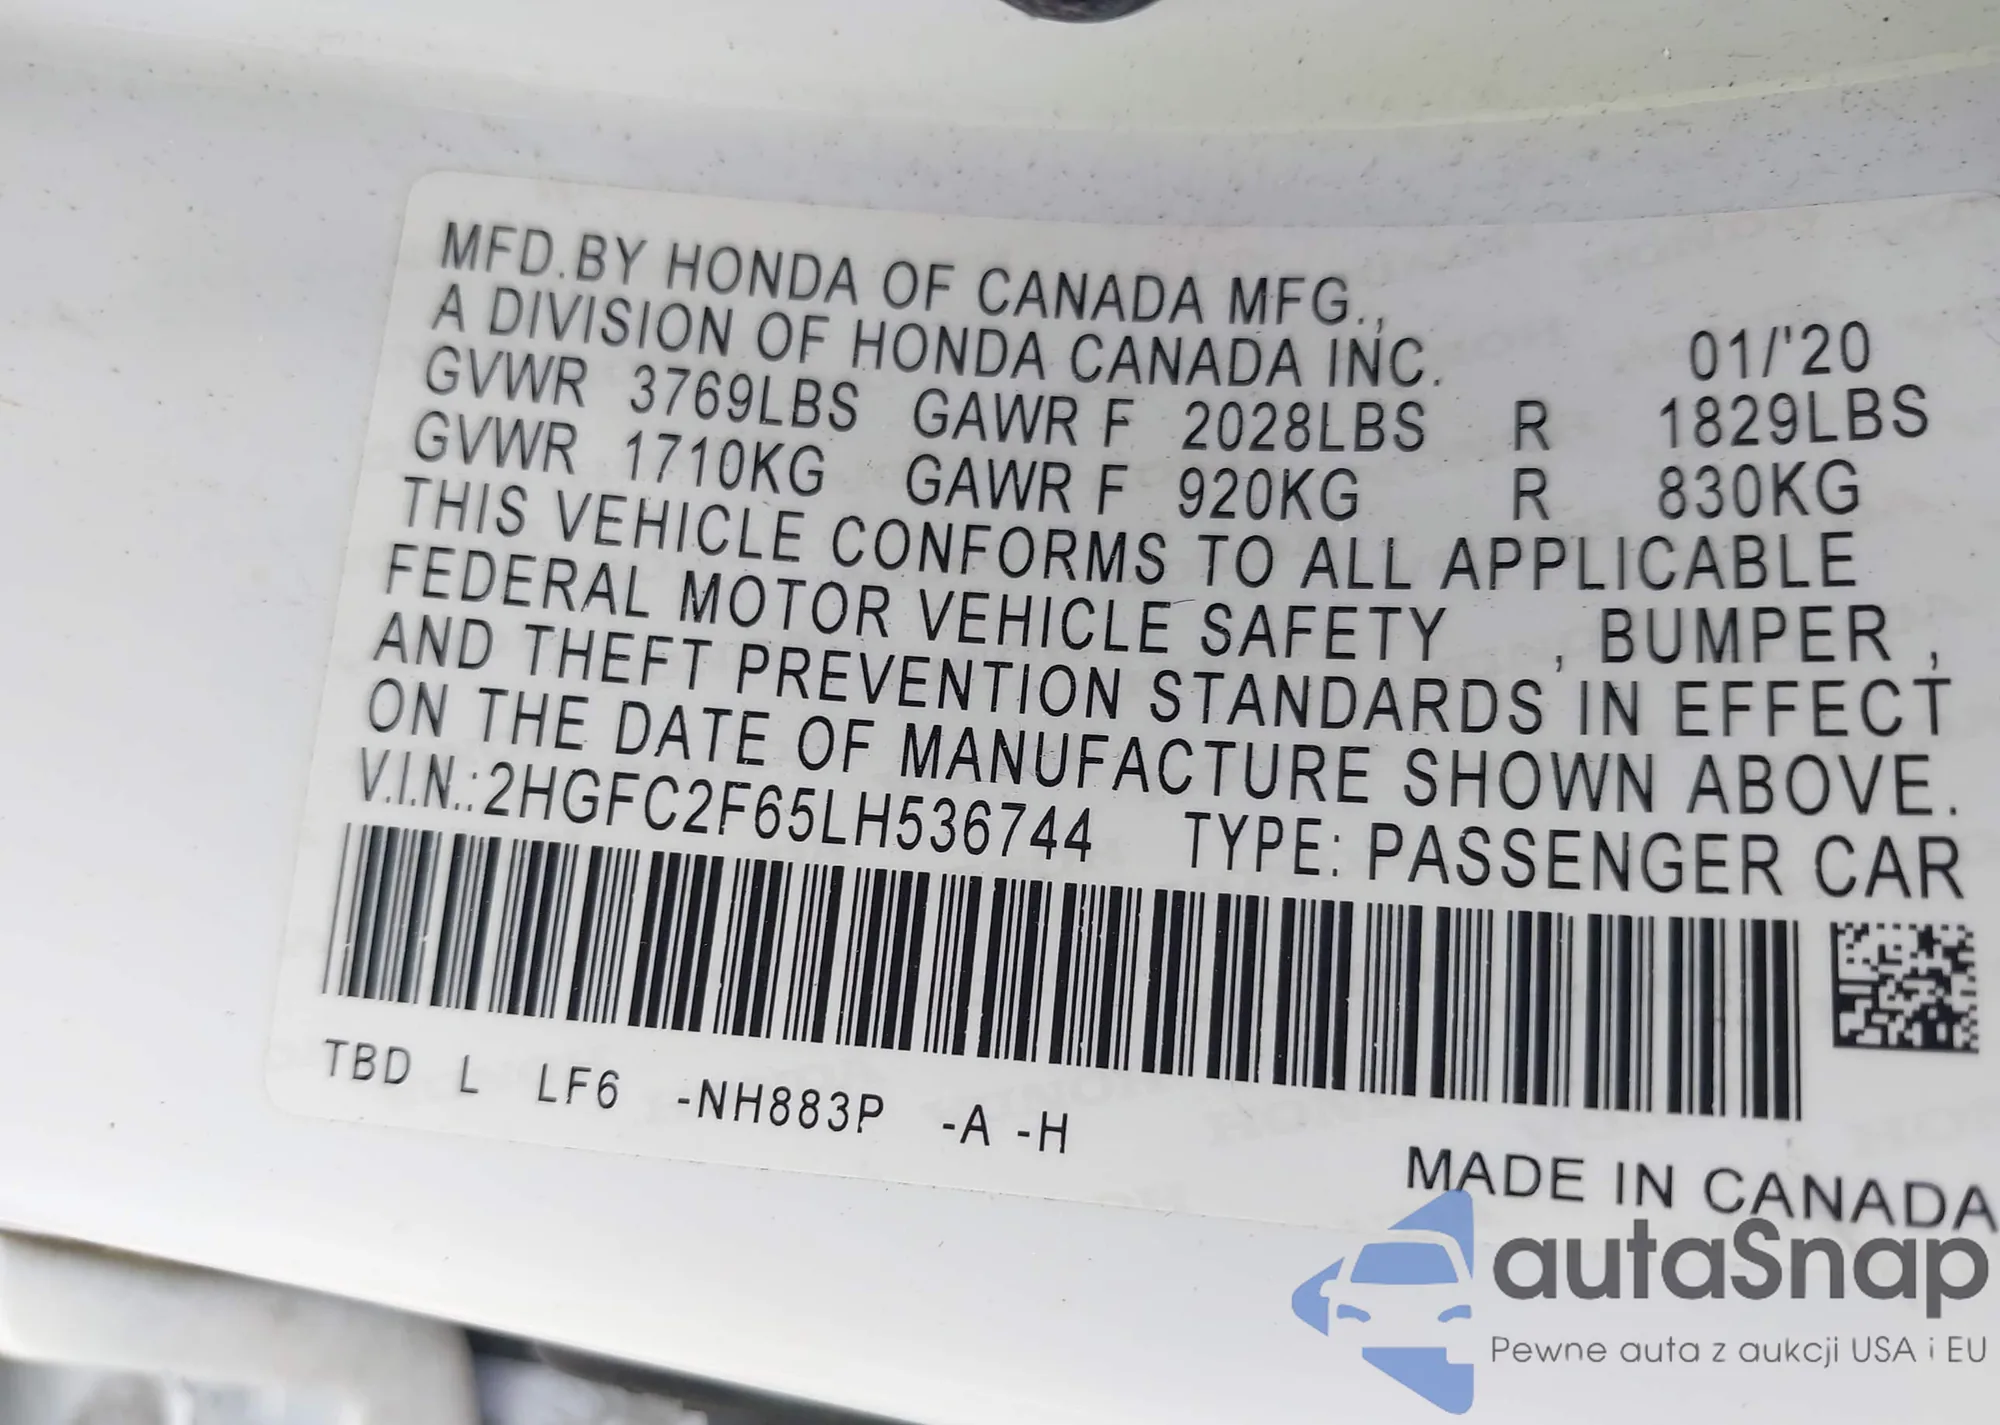 MFD.BY HONDA OF CANADA MFG.,
A DIVISION OF HONDA CANADA INC. 01/'20
GVWR 3769LBS GAWR F 2028LBS R 1829LBS
GVWR 1710KG GAWR F 920KG R 830KG
THIS VEHICLE CONFORMS TO ALL APPLICABLE
FEDERAL MOTOR VEHICLE SAFETY , BUMPER ,
AND THEFT PREVENTION STANDARDS IN EFFECT
ON THE DATE OF MANUFACTURE SHOWN ABOVE.
V.I.N.:2HGFC2F65LH536744 TYPE: PASSENGER CAR
TBD L LF6 -NH883P -A -H
MADE IN CANADA
autaSnap
Pewne auta z aukcji USA i EU